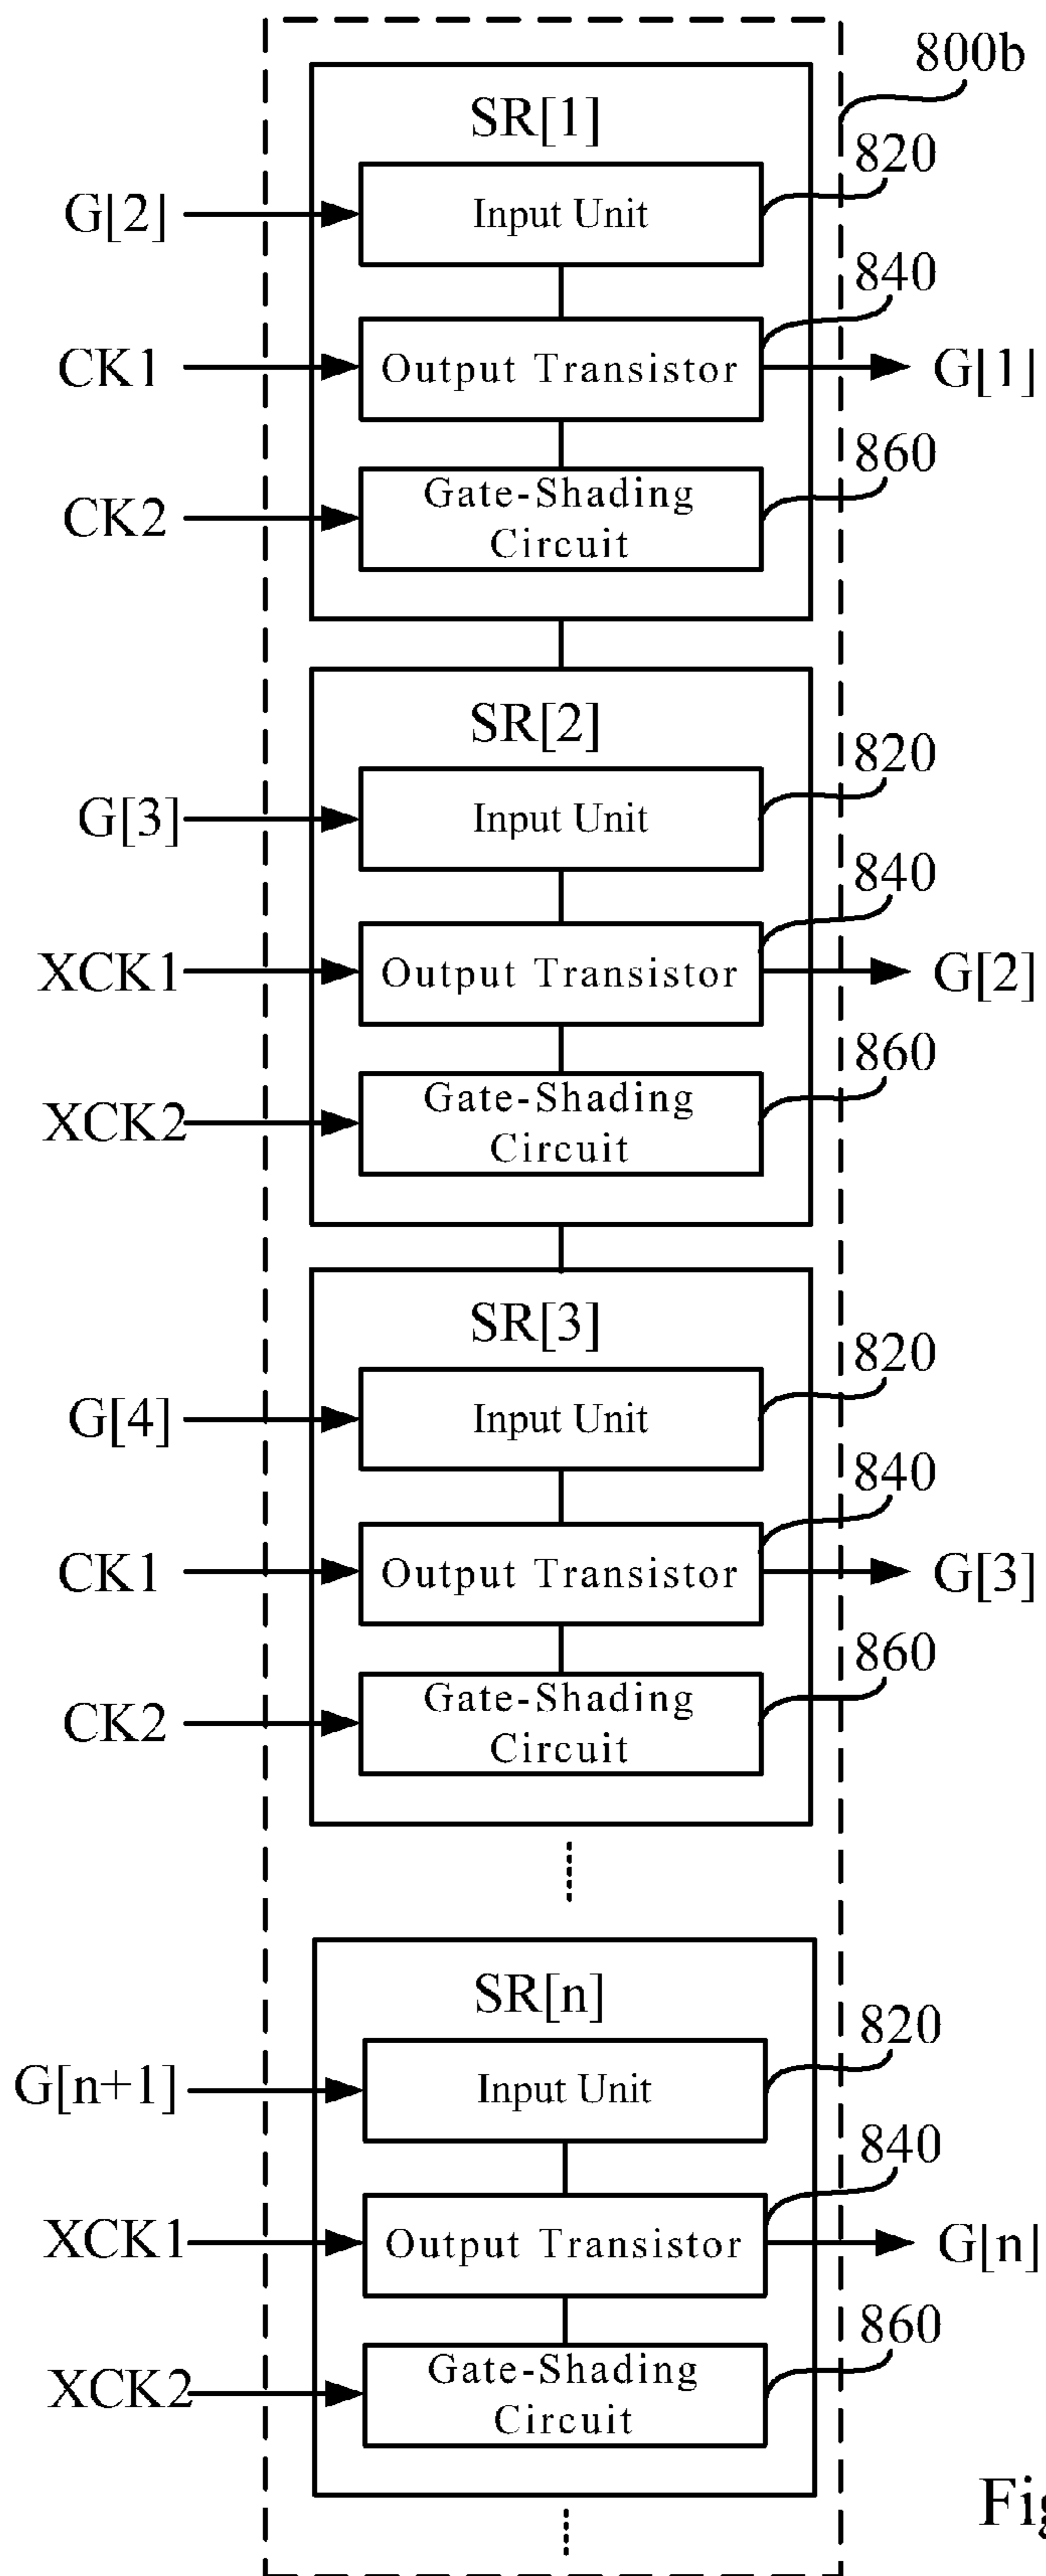 800b
SR[1]
820
G[2]
Input Unit
840
CK1
Output Transistor
G[1]
860
CK2
Gate-Shading
Circuit
SR[2]
820
G[3]
Input Unit
840
XCK1
Output Transistor
G[2]
860
XCK2
Gate-Shading
Circuit
SR[3]
820
G[4]
Input Unit
840
CK1
Output Transistor
G[3]
860
CK2
Gate-Shading
Circuit
SR[n]
820
G[n+1]
Input Unit
840
XCK1
Output Transistor
G[n]
860
XCK2
Gate-Shading
Circuit